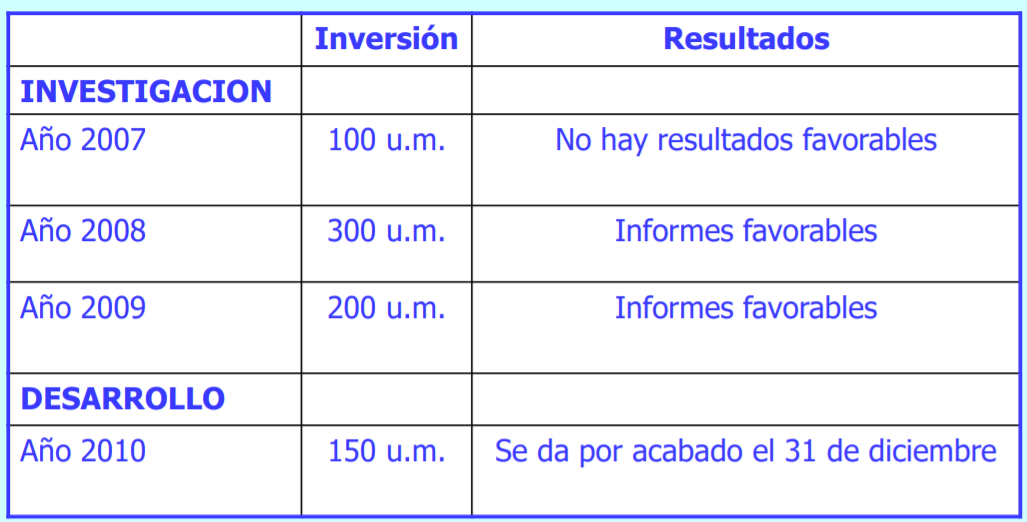 Inversión Resultados
INVESTIGACION
Año 2007 100 u.m. No hay resultados favorables
Año 2008 300 u.m. Informes favorables
Año 2009 200 u.m. Informes favorables
DESARROLLO
Año 2010 150 u.m. Se da por acabado el 31 de diciembre